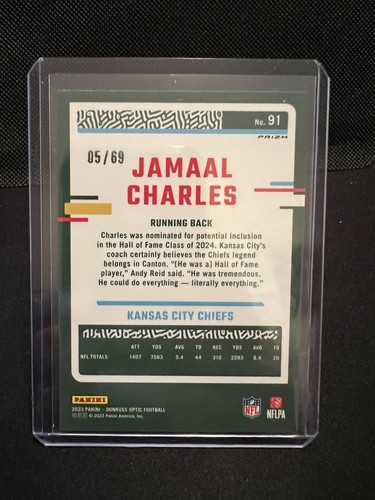 No. 91
PRIZM
05/69
JAMAAL
CHARLES
RUNNING BACK
Charles was nominated for potential inclusion
in the Hall of Fame Class of 2024. Kansas City's
coach certainly believes the Chiefs legend
belongs in Canton. "(He was a) Hall of Fame
player," Andy Reid said. "He was tremendous.
He could do everything — literally everything."
KANSAS CITY CHIEFS
ATT YDS AVG TD REC YDS AVG TD
NFL TOTALS 1407 7563 5.4 44 310 2593 8.4 20
PANINI
2023 PANINI - DONRUSS OPTIC FOOTBALL
© 2023 Panini America, Inc.
NFL
NFLPA